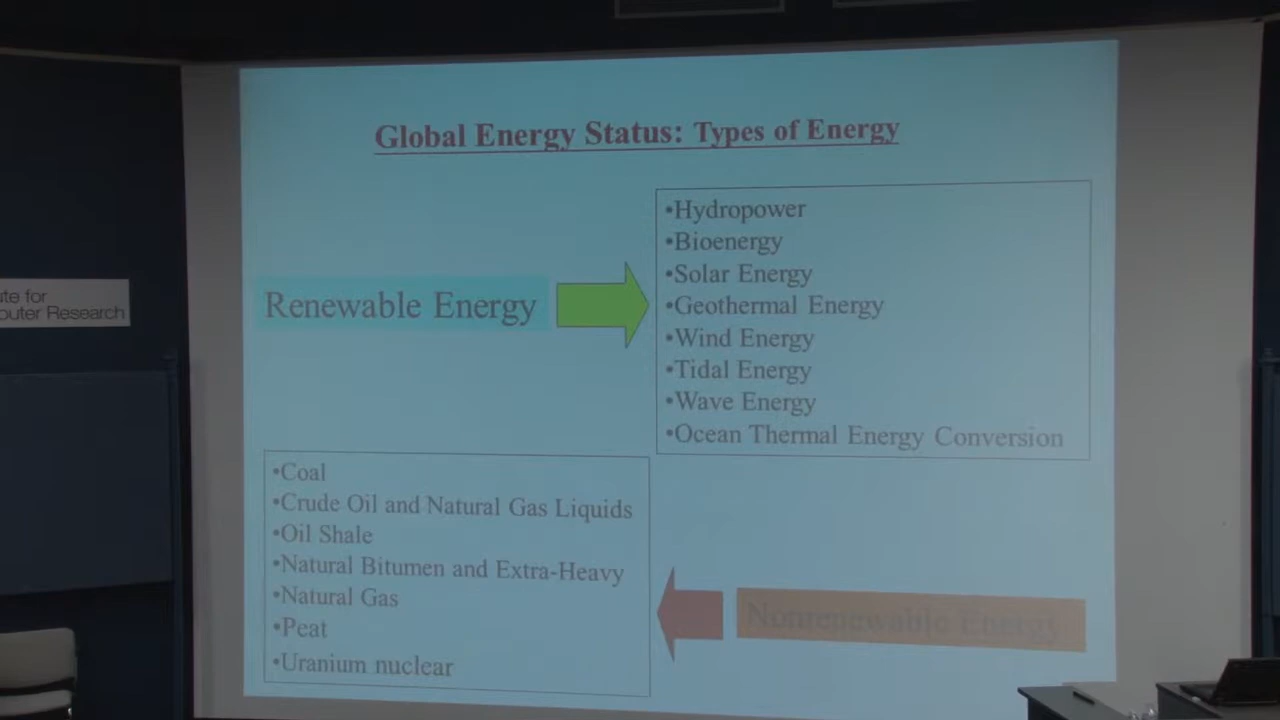 Global Energy Status: Types of Energy
•Hydropower
•Bioenergy
•Solar Energy
•Geothermal Energy
•Wind Energy
•Tidal Energy
•Wave Energy
•Ocean Thermal Energy Conversion
Renewable Energy
•Coal
•Crude Oil and Natural Gas Liquids
•Oil Shale
•Natural Bitumen and Extra-Heavy
•Natural Gas
•Peat
•Uranium nuclear
Nonrenewable Energy
for
Research